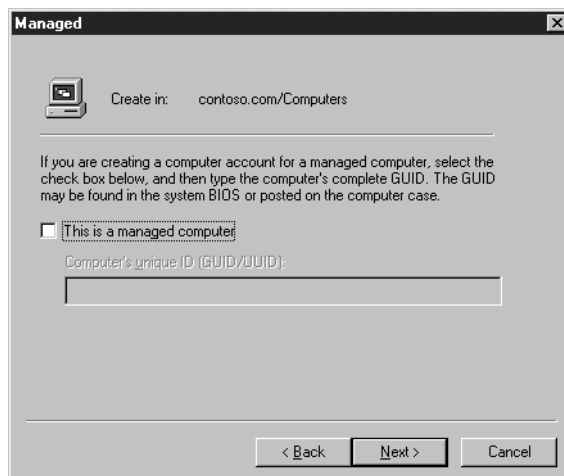 Managed
Create in: contoso.com/Computers
If you are creating a computer account for a managed computer, select the
check box below, and then type the computer's complete GUID. The GUID
may be found in the system BIOS or posted on the computer case.
This is a managed computer
Computer's unique ID (GUID/UUID):
< Back Next > Cancel